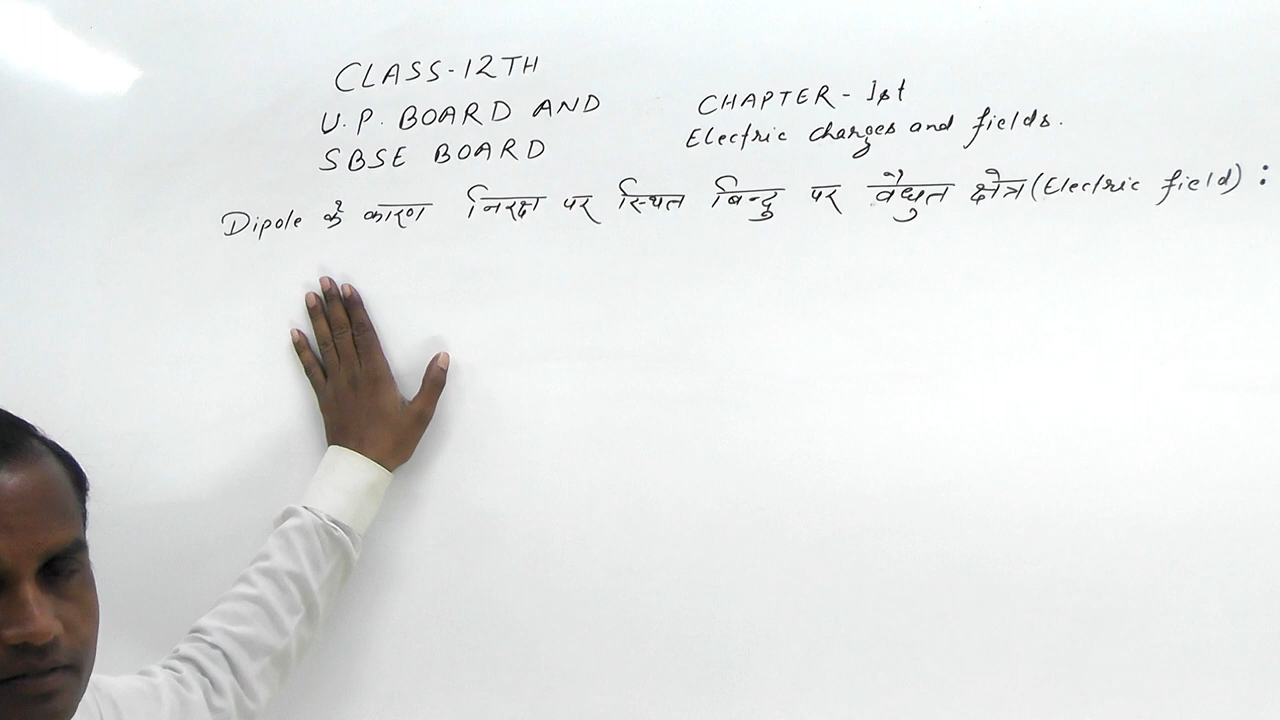 CLASS-12TH
U.P. BOARD AND
SBSE BOARD
CHAPTER - 1st
Electric charges and fields.
Dipole के कारण निरक्ष पर स्थित बिन्दु पर वैधुत क्षेत्र (Electric field) :